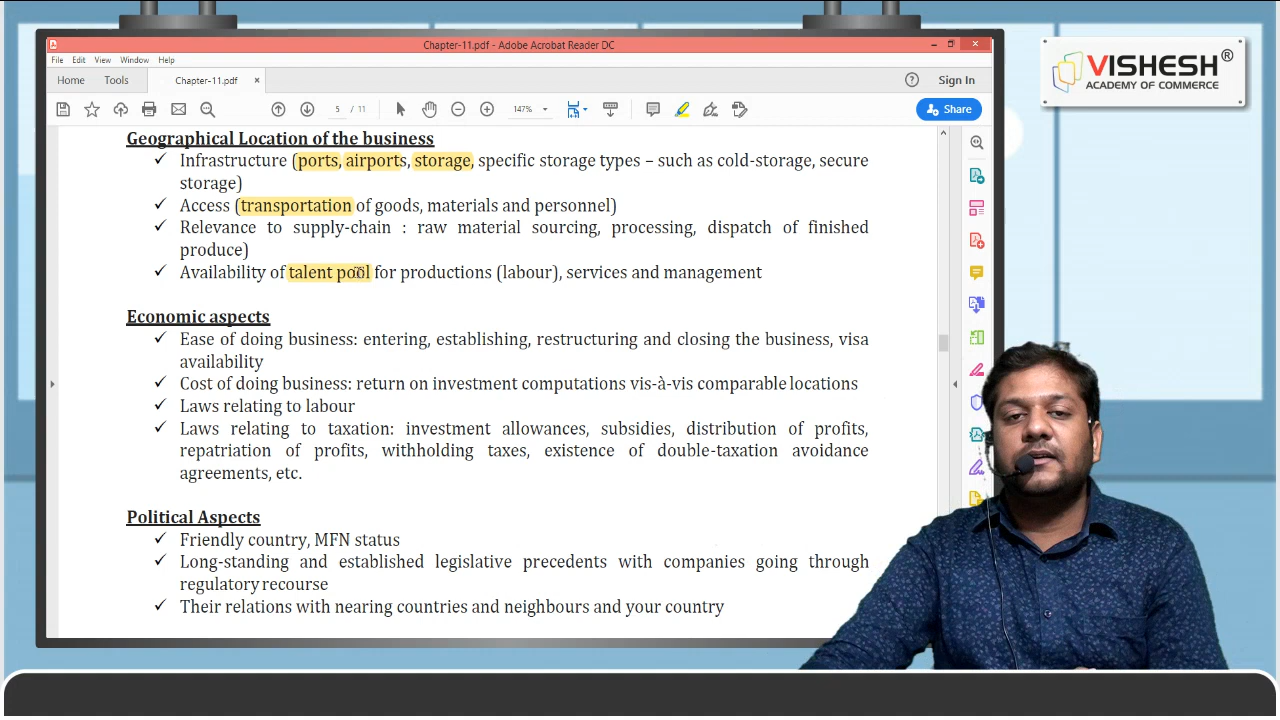 Chapter-11.pdf - Adobe Acrobat Reader DC
File Edit View Window Help
Home Tools Chapter-11.pdf × Sign In
5 / 11 147% Share
VISHESH®
ACADEMY OF COMMERCE
Geographical Location of the business
✓ Infrastructure (ports, airports, storage, specific storage types – such as cold-storage, secure
storage)
✓ Access (transportation of goods, materials and personnel)
✓ Relevance to supply-chain : raw material sourcing, processing, dispatch of finished
produce)
✓ Availability of talent pool for productions (labour), services and management
Economic aspects
✓ Ease of doing business: entering, establishing, restructuring and closing the business, visa
availability
✓ Cost of doing business: return on investment computations vis-à-vis comparable locations
✓ Laws relating to labour
✓ Laws relating to taxation: investment allowances, subsidies, distribution of profits,
repatriation of profits, withholding taxes, existence of double-taxation avoidance
agreements, etc.
Political Aspects
✓ Friendly country, MFN status
✓ Long-standing and established legislative precedents with companies going through
regulatory recourse
✓ Their relations with nearing countries and neighbours and your country